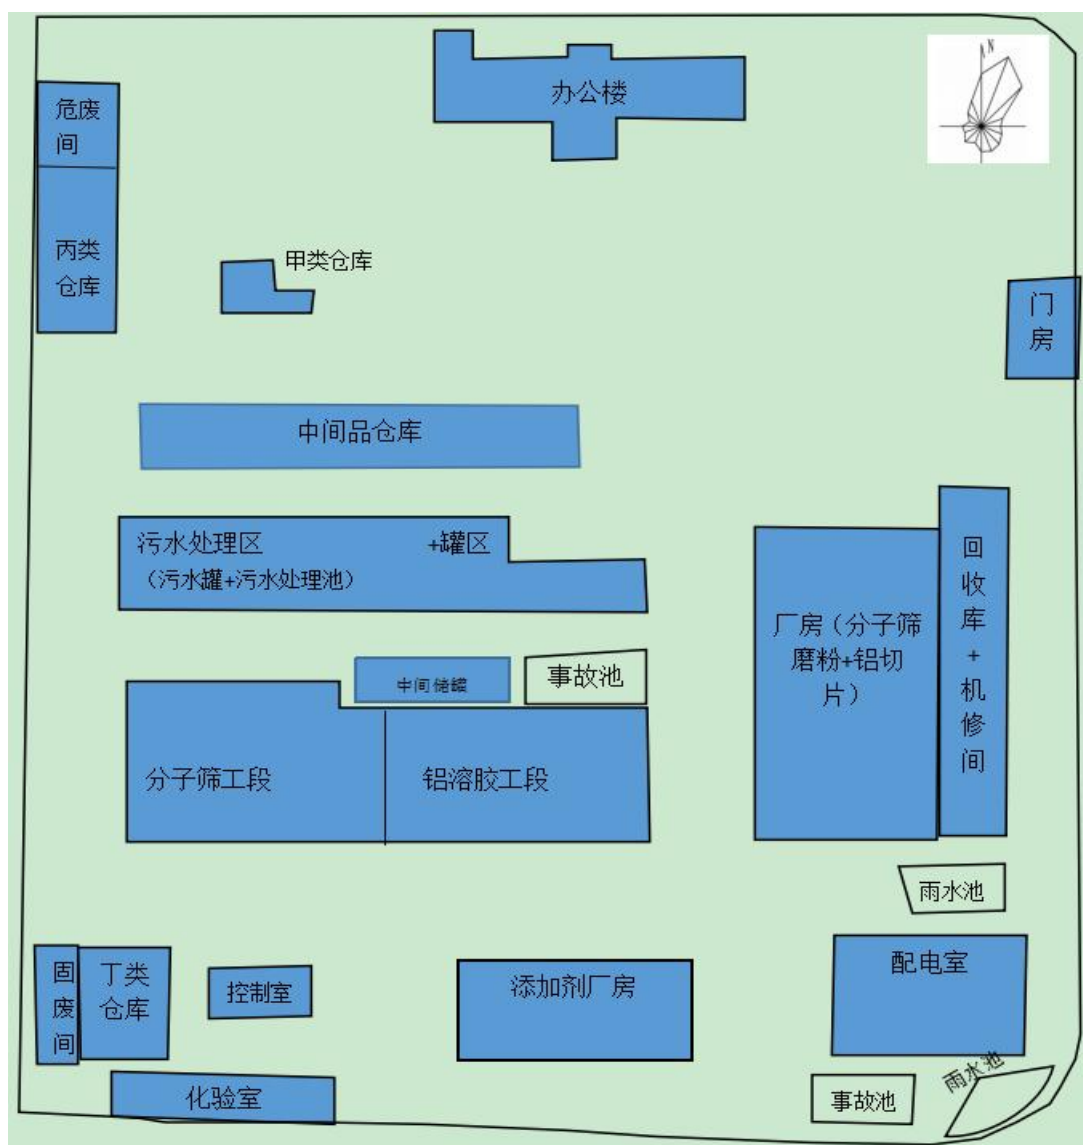 办公楼
N
危废
间
丙类
仓库
甲类仓库
门
房
中间品仓库
污水处理区 +罐区
（污水罐+污水处理池）
厂房（分子筛
磨粉+铝切
片）
回
收
库
+
机
修
间
中间储罐
事故池
分子筛工段
铝溶胶工段
雨水池
固
废
间
丁类
仓库
控制室
添加剂厂房
配电室
化验室
事故池
雨水池